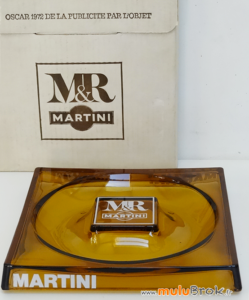 OSCAR 1972 DE LA PUBLICITE PAR L'OBJET
M&R
MARTINI
M&R
MARTINI
MARTINI
www.muluBrok.fr